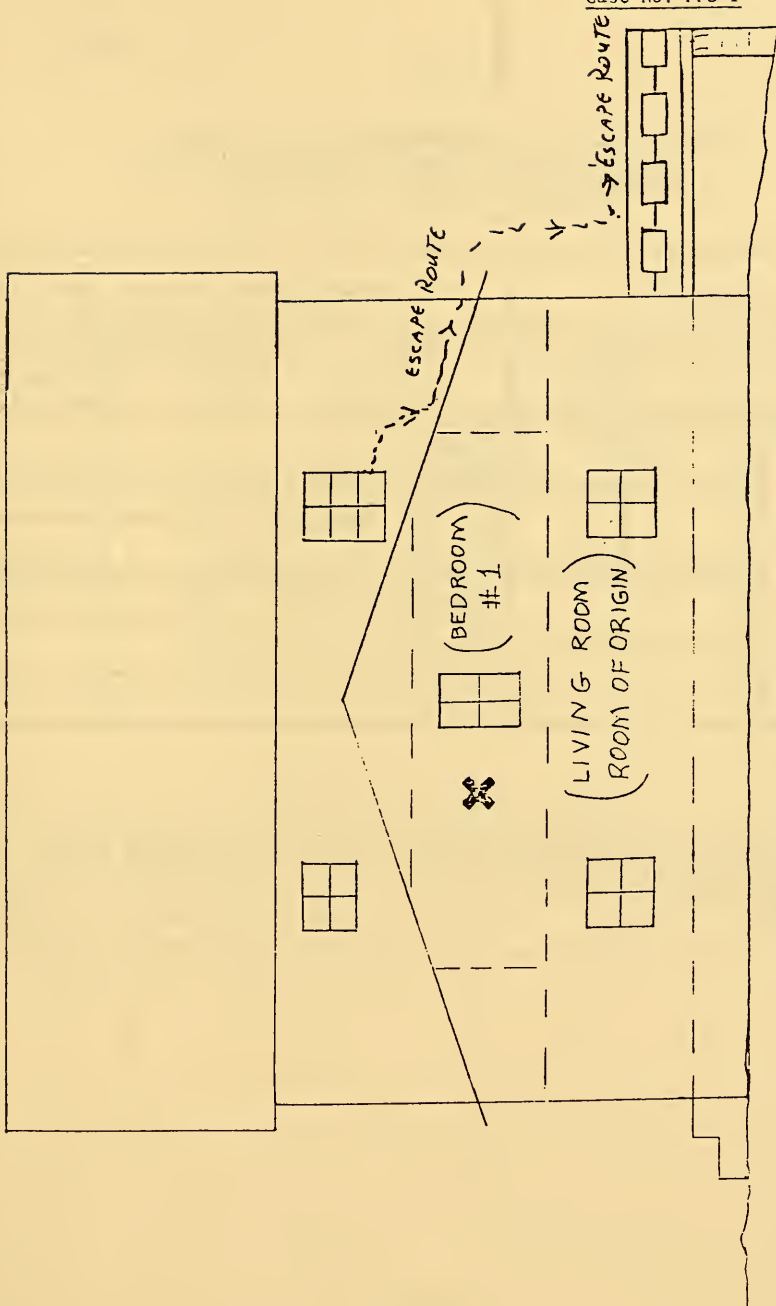 ESCAPE ROUTE
ESCAPE ROUTE
(BEDROOM
#1)
(LIVING ROOM
ROOM OF ORIGIN)